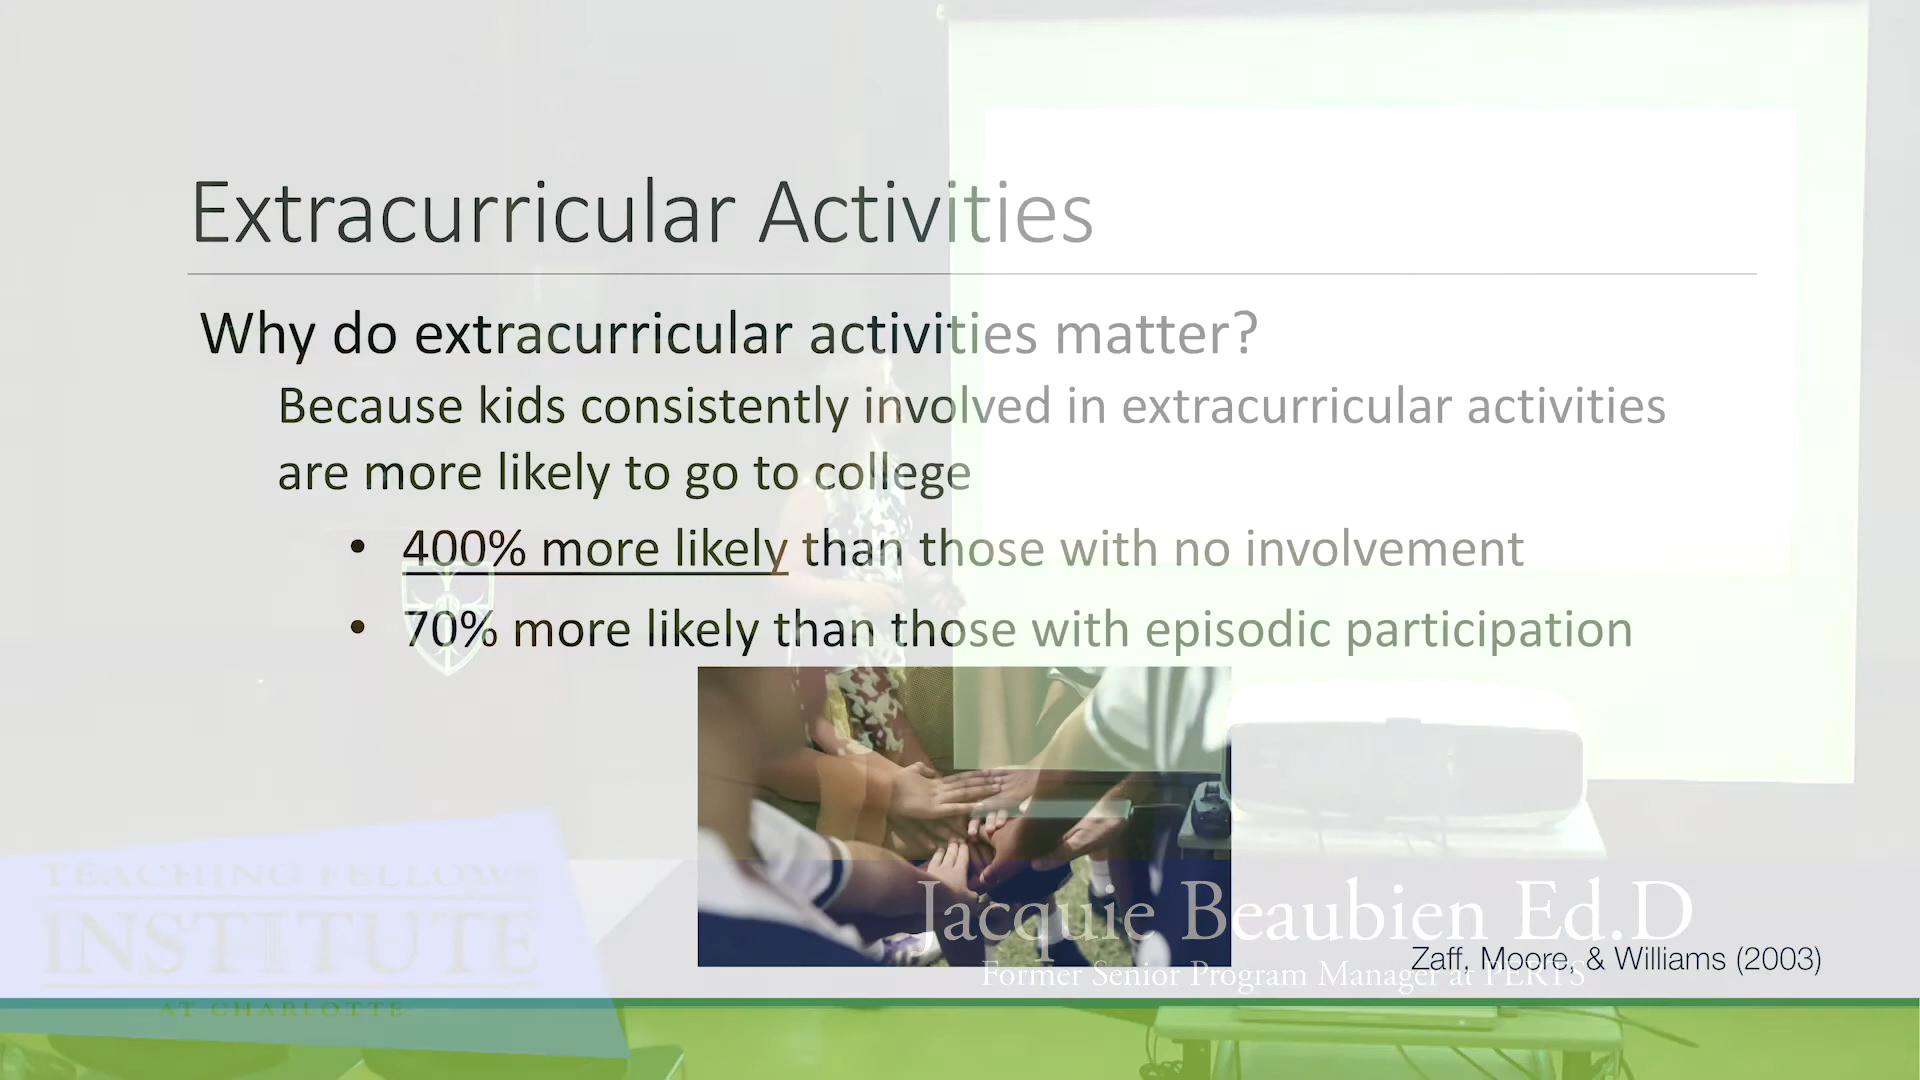 Extracurricular Activities
Why do extracurricular activities matter?
Because kids consistently involved in extracurricular activities
are more likely to go to college
• 400% more likely than those with no involvement
• 70% more likely than those with episodic participation
TEACHING FELLOWS
INSTITUTE
AT CHARLOTTE
Jacquie Beaubien Ed.D
Former Senior Program Manager at PERTS
Zaff, Moore, & Williams (2003)